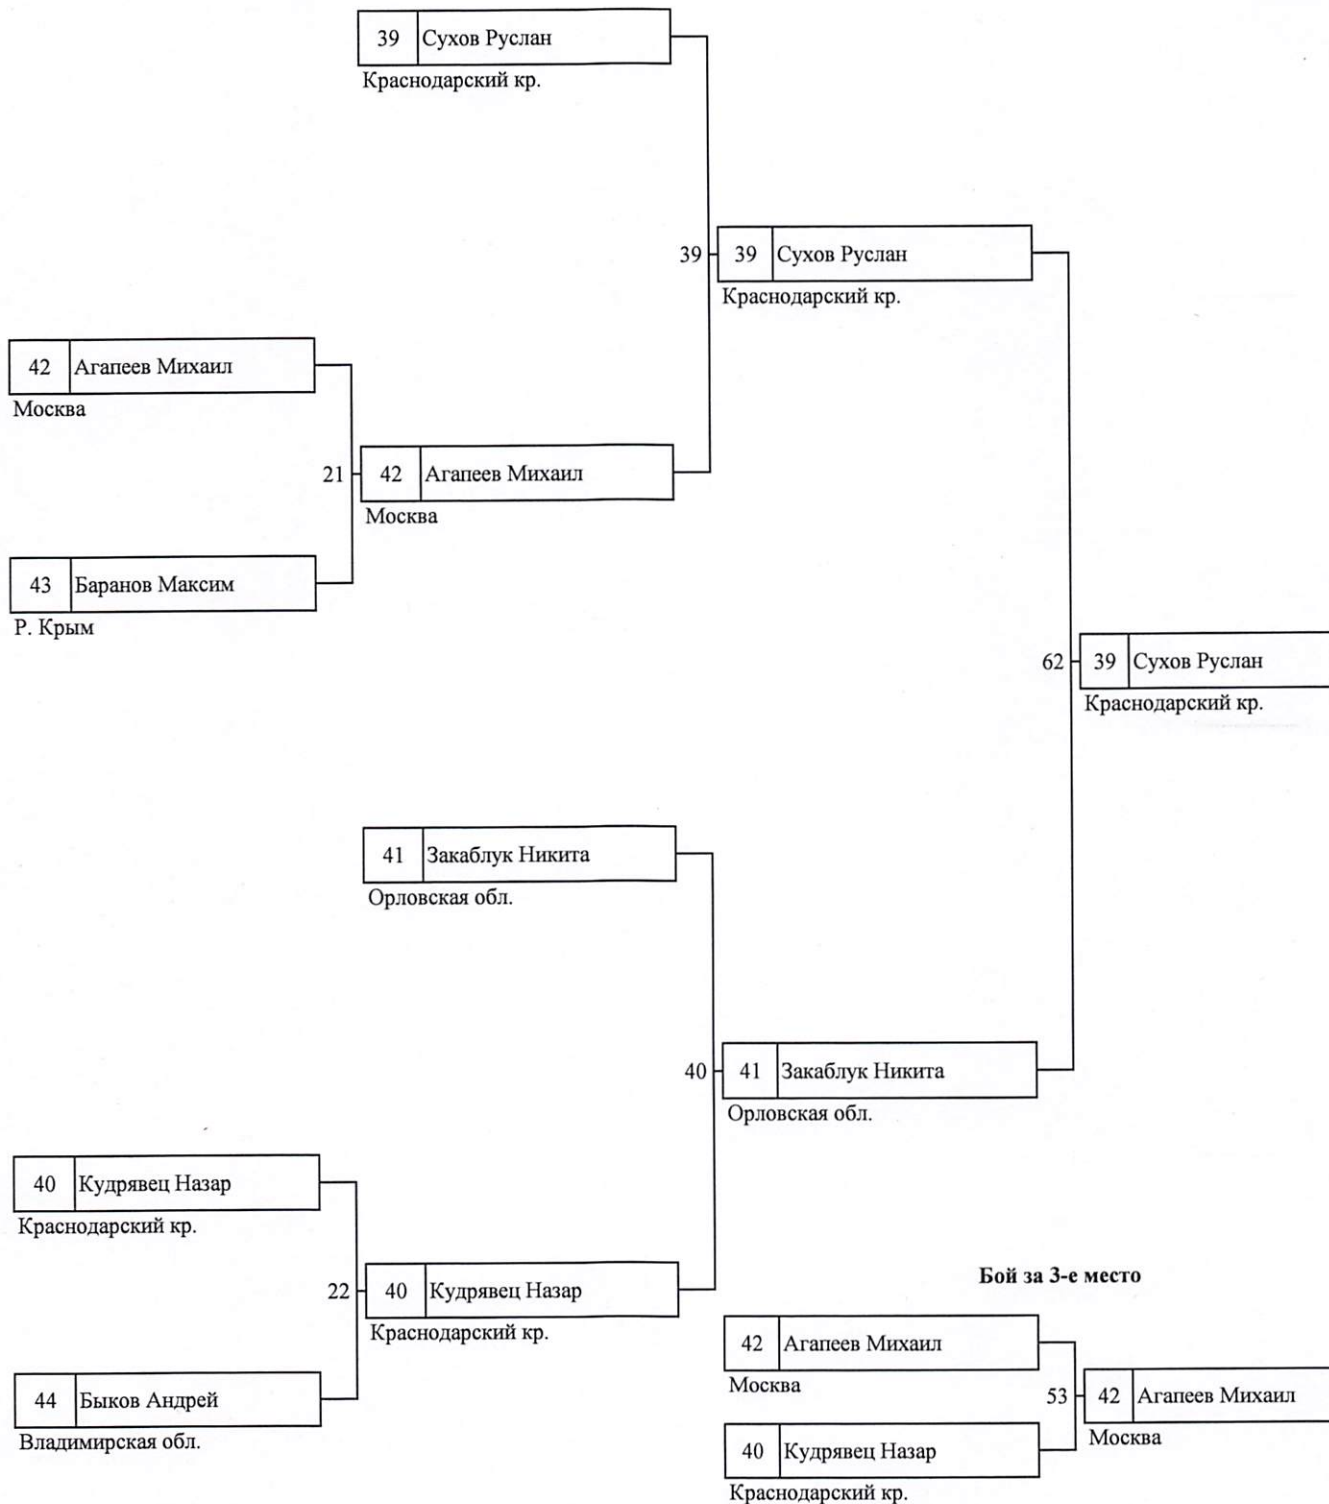 39 Сухов Руслан
Краснодарский кр.
39 39 Сухов Руслан
Краснодарский кр.
42 Агапеев Михаил
Москва
21 42 Агапеев Михаил
Москва
43 Баранов Максим
Р. Крым
62 39 Сухов Руслан
Краснодарский кр.
41 Закаблук Никита
Орловская обл.
40 41 Закаблук Никита
Орловская обл.
40 Кудрявец Назар
Краснодарский кр.
22 40 Кудрявец Назар
Краснодарский кр.
44 Быков Андрей
Владимирская обл.
Бой за 3-е место
42 Агапеев Михаил
Москва
53 42 Агапеев Михаил
Москва
40 Кудрявец Назар
Краснодарский кр.